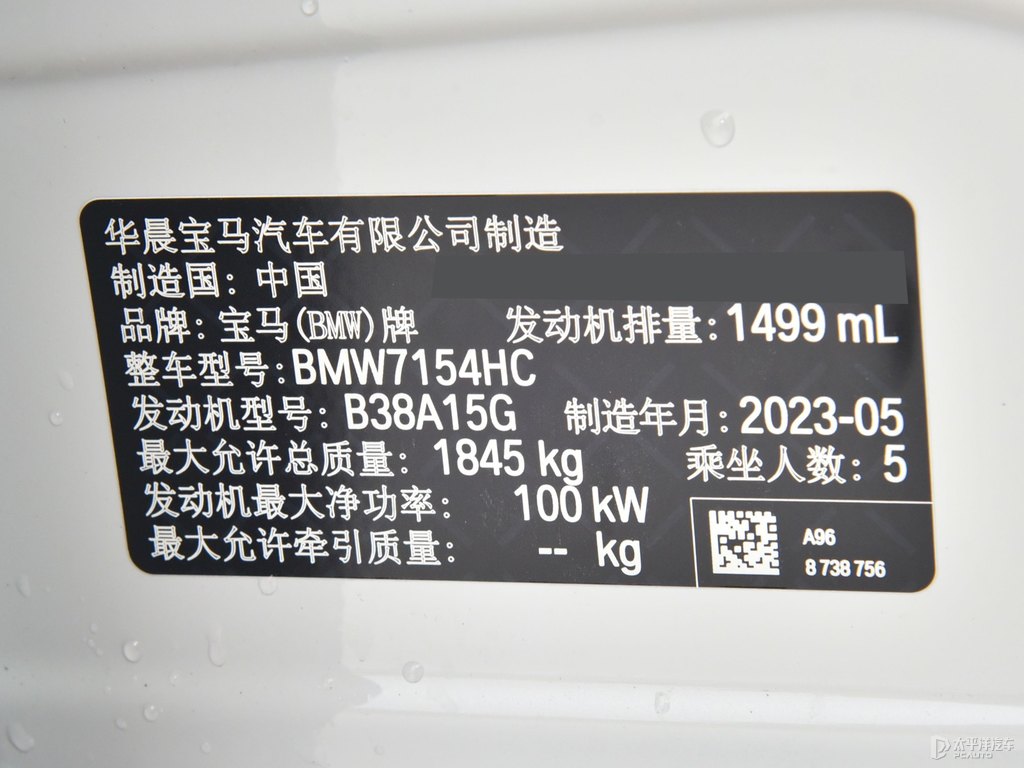 华晨宝马汽车有限公司制造
制造国：中国
品牌：宝马(BMW)牌 发动机排量：1499 mL
整车型号：BMW7154HC
发动机型号：B38A15G 制造年月：2023-05
最大允许总质量：1845 kg 乘坐人数：5
发动机最大净功率：100 kW
最大允许牵引质量：-- kg
A96
8 738 756
太平洋汽车
PCAUTO